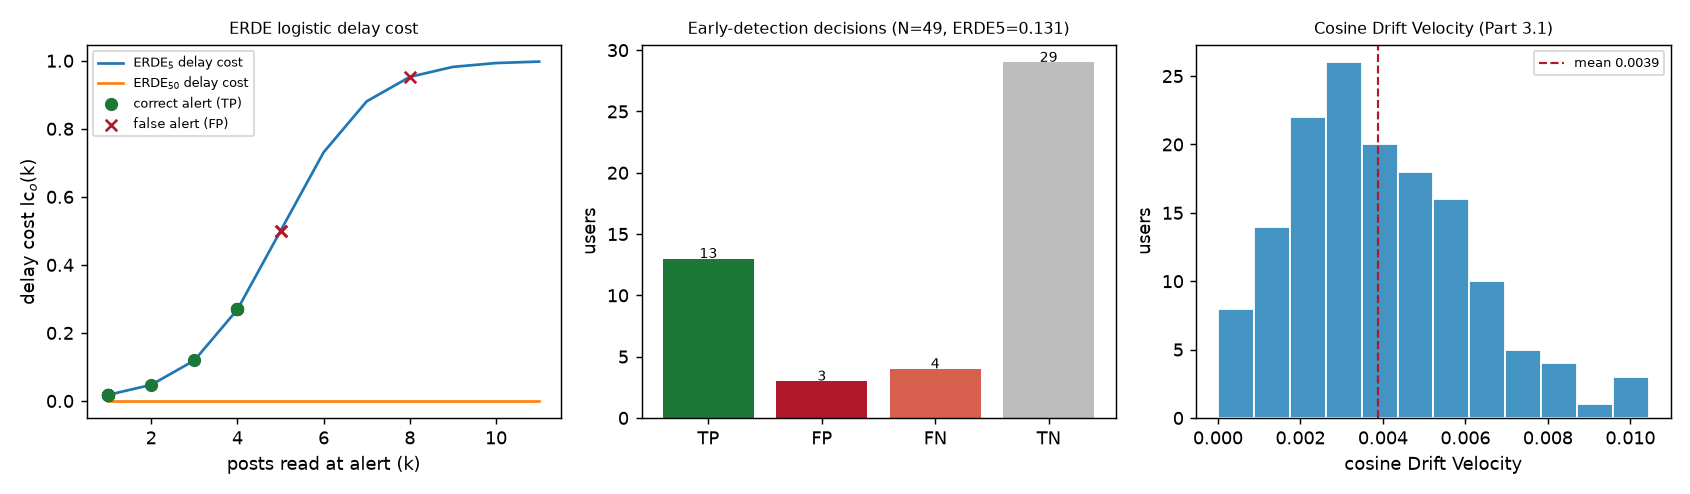 ERDE logistic delay cost
ERDE₅ delay cost
ERDE₅₀ delay cost
correct alert (TP)
false alert (FP)
1.0
0.8
0.6
0.4
0.2
0.0
delay cost lcₒ(k)
2 4 6 8 10
posts read at alert (k)
Early-detection decisions (N=49, ERDE5=0.131)
30
25
20
15
10
5
0
users
13
3
4
29
TP FP FN TN
Cosine Drift Velocity (Part 3.1)
mean 0.0039
25
20
15
10
5
0
users
0.000 0.002 0.004 0.006 0.008 0.010
cosine Drift Velocity